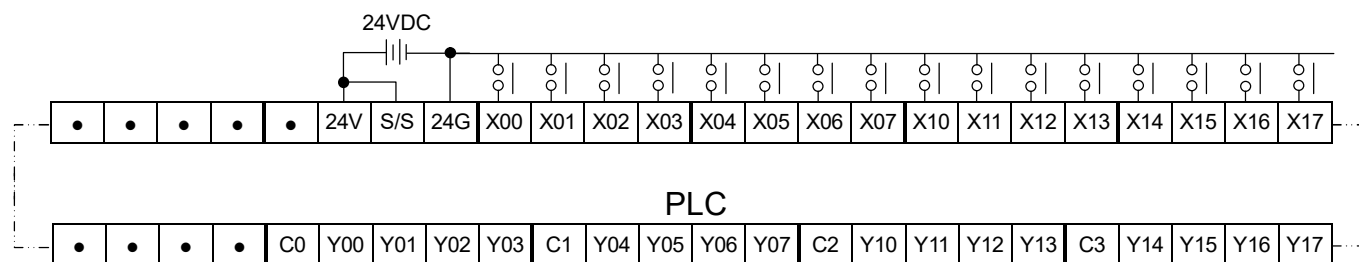 24VDC
24V S/S 24G X00 X01 X02 X03 X04 X05 X06 X07 X10 X11 X12 X13 X14 X15 X16 X17
PLC
C0 Y00 Y01 Y02 Y03 C1 Y04 Y05 Y06 Y07 C2 Y10 Y11 Y12 Y13 C3 Y14 Y15 Y16 Y17